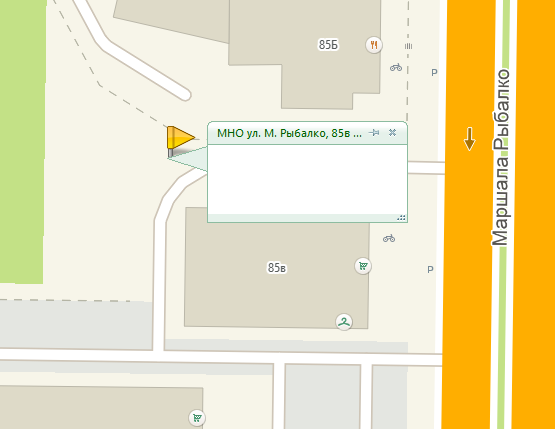 85Б
P
МНО ул. М. Рыбалко, 85в ...
Маршала Рыбалко
85в
P